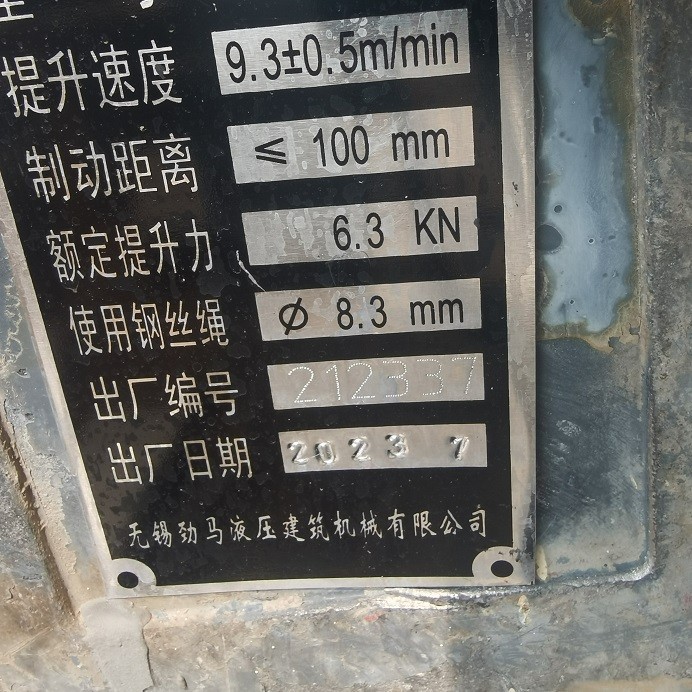 提升速度 9.3±0.5m/min
制动距离 ≤ 100 mm
额定提升力 6.3 KN
使用钢丝绳 Ø 8.3 mm
出厂编号 212337
出厂日期 2023 7
无锡劲马液压建筑机械有限公司